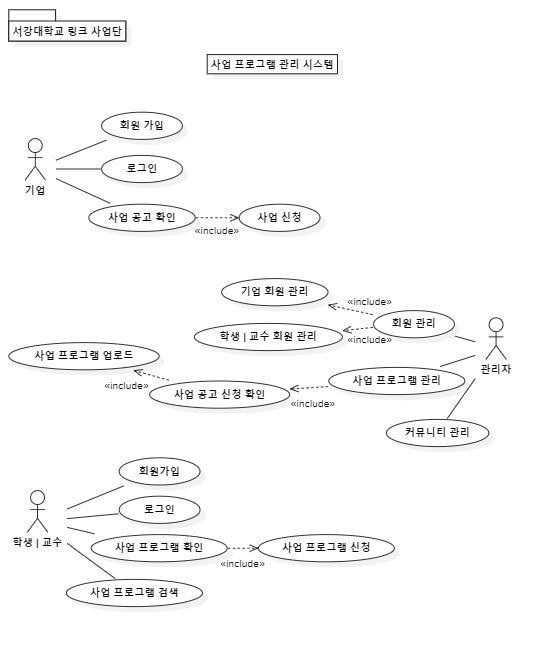 서강대학교 링크 사업단
사업 프로그램 관리 시스템
회원 가입
로그인
기업
사업 공고 확인
사업 신청
«include»
기업 회원 관리
«include»
회원 관리
학생 | 교수 회원 관리
«include»
사업 프로그램 업로드
관리자
«include»
사업 공고 신청 확인
사업 프로그램 관리
«include»
커뮤니티 관리
회원가입
로그인
학생 | 교수
사업 프로그램 확인
사업 프로그램 신청
«include»
사업 프로그램 검색